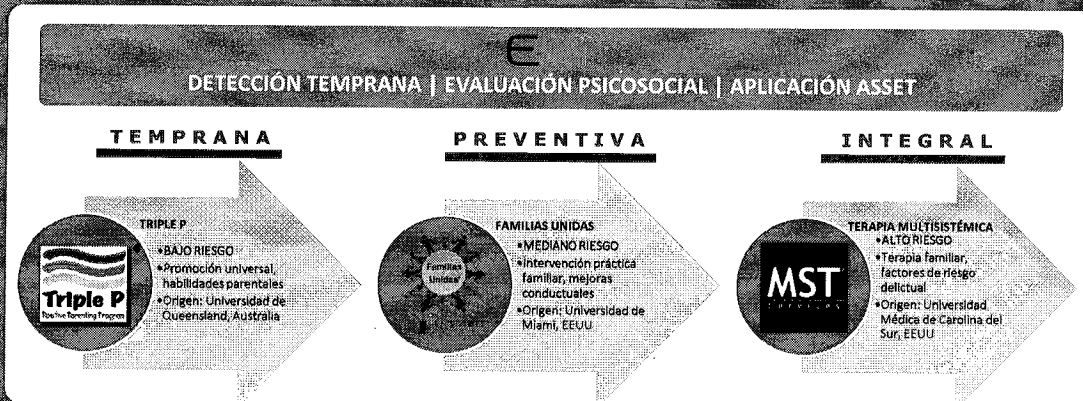 E
DETECCIÓN TEMPRANA | EVALUACIÓN PSICOSOCIAL | APLICACIÓN ASSET
TEMPRANA
TRIPLE P
•BAJO RIESGO
•Promoción universal,
habilidades parentales
•Origen: Universidad de
Queensland, Australia
Triple P
Positive Parenting Program
PREVENTIVA
FAMILIAS UNIDAS
•MEDIANO RIESGO
•Intervención práctica
familiar, mejoras
conductuales
•Origen: Universidad de
Miami, EEUU
Familias
Unidas
INTEGRAL
TERAPIA MULTISISTÉMICA
•ALTO RIESGO
•Terapia familiar,
factores de riesgo
delictual
•Origen: Universidad
Médica de Carolina del
Sur, EEUU
MST